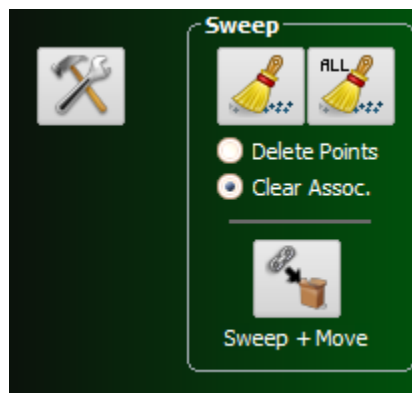 Sweep
ALL
Delete Points
Clear Assoc.
Sweep + Move